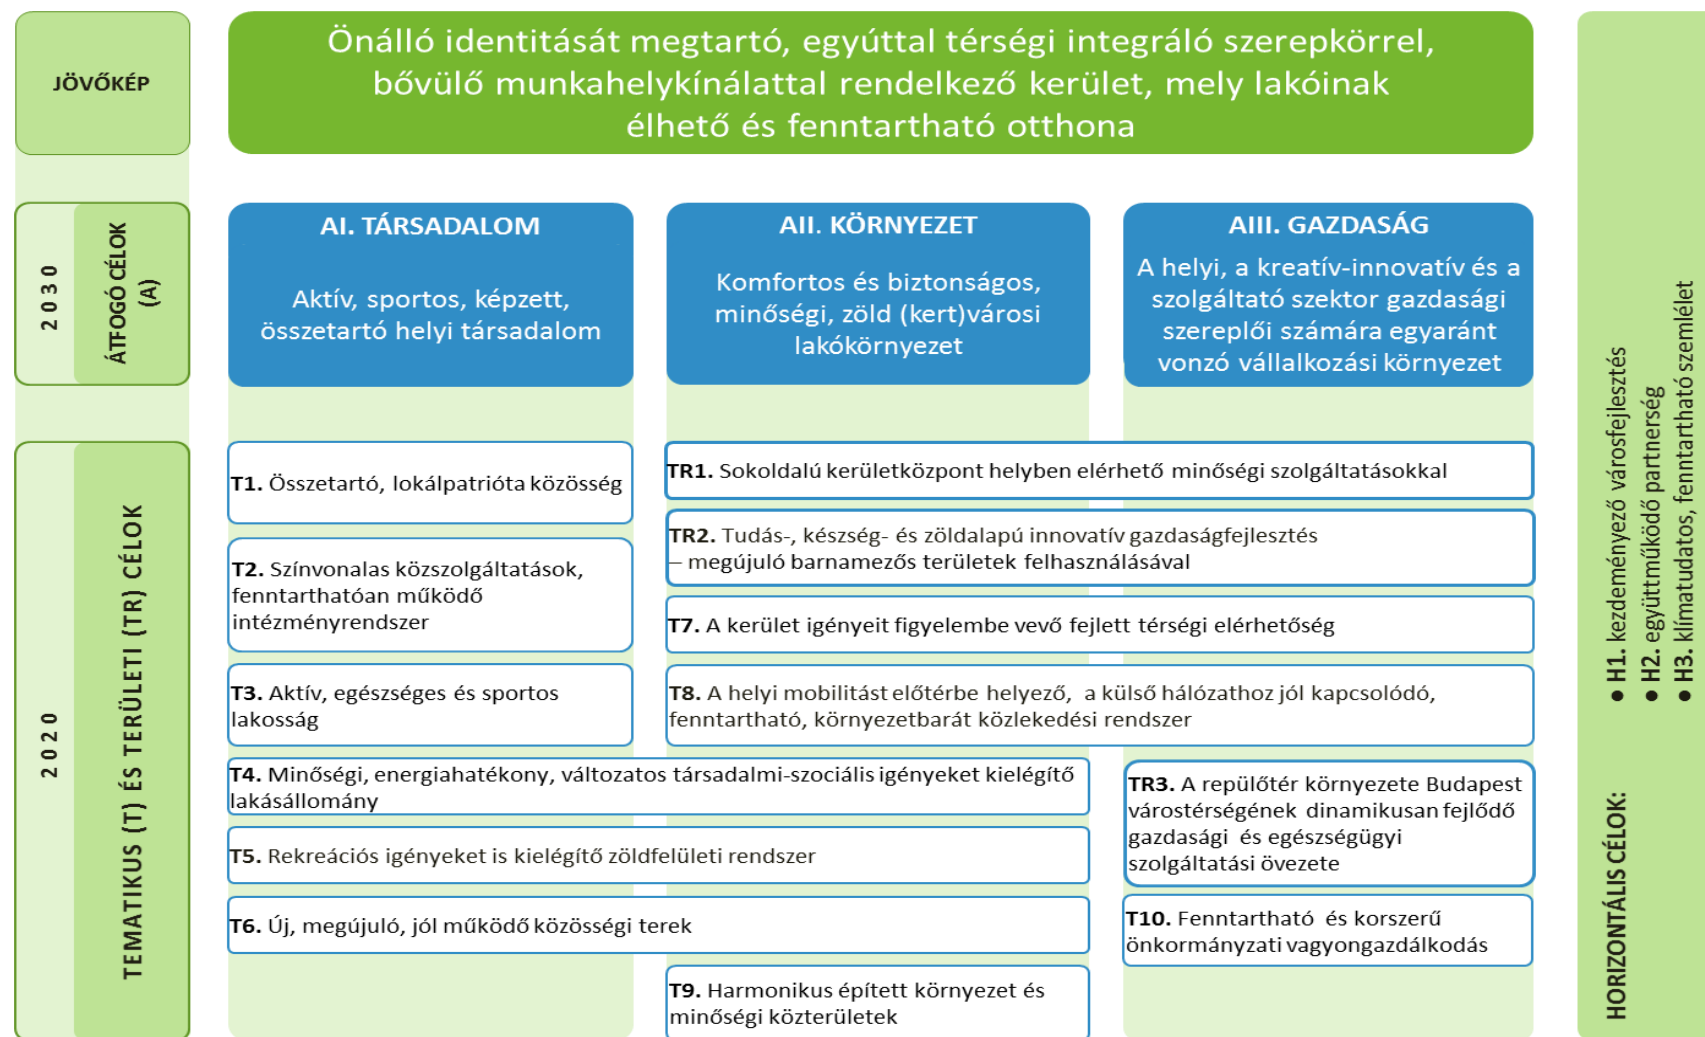 JÖVŐKÉP
Önálló identitását megtartó, egyúttal térségi integráló szerepkörrel,
bővülő munkahelykínálattal rendelkező kerület, mely lakóinak
élhető és fenntartható otthona
2030
ÁTFOGÓ CÉLOK
(A)
AI. TÁRSADALOM
Aktív, sportos, képzett,
összetartó helyi társadalom
AII. KÖRNYEZET
Komfortos és biztonságos,
minőségi, zöld (kert)városi
lakókörnyezet
AIII. GAZDASÁG
A helyi, a kreatív-innovatív és a
szolgáltató szektor gazdasági
szereplői számára egyaránt
vonzó vállalkozási környezet
2020
TEMATIKUS (T) ÉS TERÜLETI (TR) CÉLOK
T1. Összetartó, lokálpatrióta közösség
T2. Színvonalas közszolgáltatások,
fenntarthatóan működő
intézményrendszer
T3. Aktív, egészséges és sportos
lakosság
TR1. Sokoldalú kerületközpont helyben elérhető minőségi szolgáltatásokkal
TR2. Tudás-, készség- és zöldalapú innovatív gazdaságfejlesztés
– megújuló barnamezős területek felhasználásával
T7. A kerület igényeit figyelembe vevő fejlett térségi elérhetőség
T8. A helyi mobilitást előtérbe helyező, a külső hálózathoz jól kapcsolódó,
fenntartható, környezetbarát közlekedési rendszer
T4. Minőségi, energiahatékony, változatos társadalmi-szociális igényeket kielégítő
lakásállomány
T5. Rekreációs igényeket is kielégítő zöldfelületi rendszer
T6. Új, megújuló, jól működő közösségi terek
T9. Harmonikus épített környezet és
minőségi közterületek
TR3. A repülőtér környezete Budapest
várostérségének dinamikusan fejlődő
gazdasági és egészségügyi
szolgáltatási övezete
T10. Fenntartható és korszerű
önkormányzati vagyongazdálkodás
HORIZONTÁLIS CÉLOK:
● H1. kezdeményező városfejlesztés
● H2. együttműködő partnerség
● H3. klímatudatos, fenntartható szemlélet